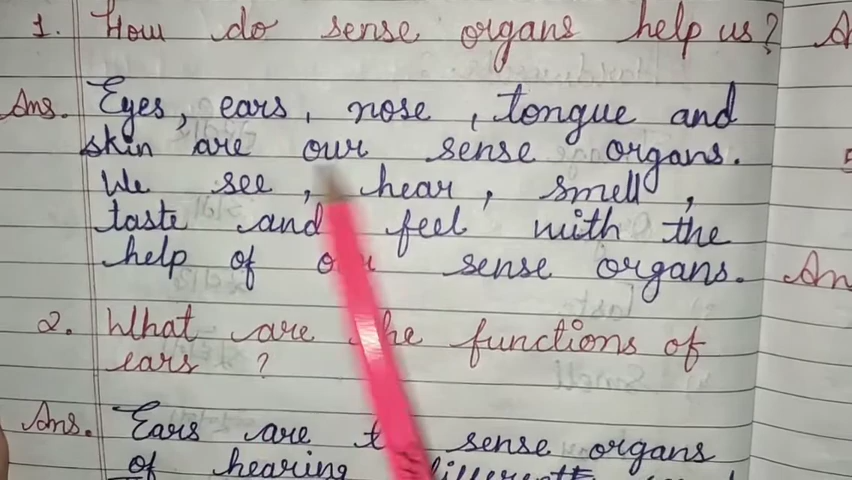 1. How do sense organs help us?
Ans. Eyes, ears, nose, tongue and
skin are our sense organs.
We see, hear, smell,
taste and feel with the
help of our sense organs.
2. What are the functions of
ears?
Ans. Ears are sense organs
of hearing